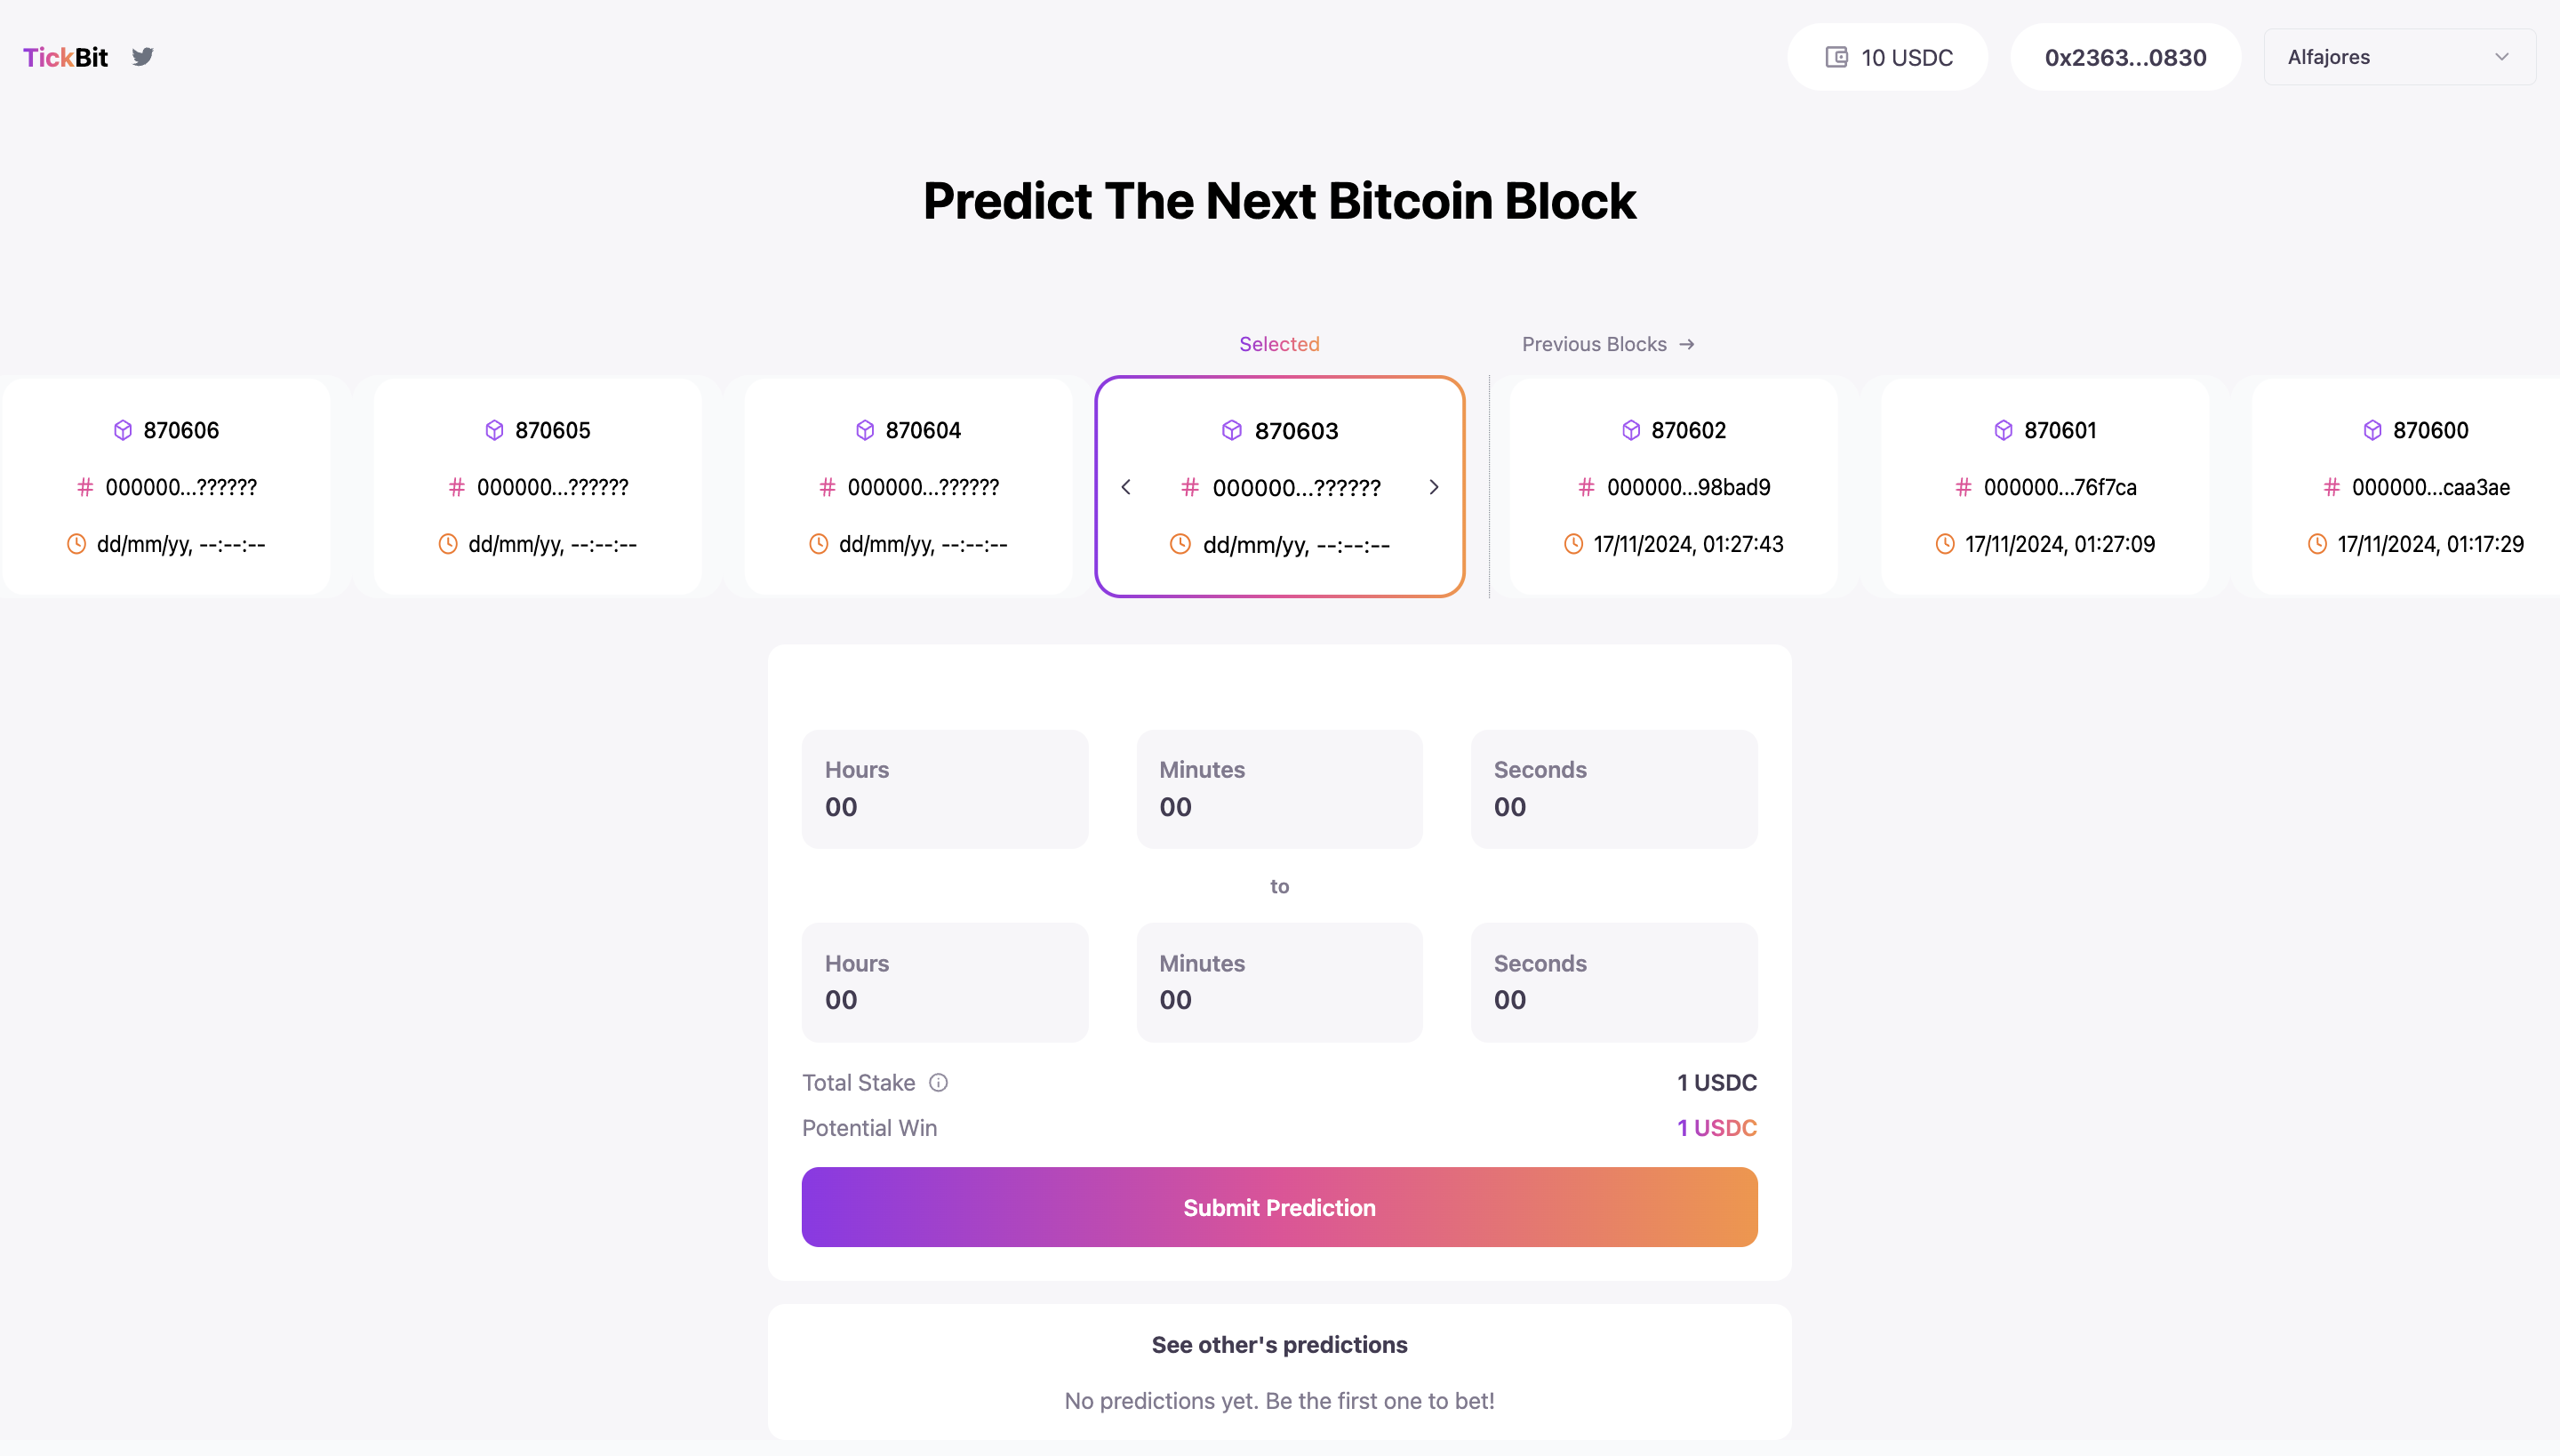 TickBit
10 USDC
0x2363...0830
Alfajores
Predict The Next Bitcoin Block
Selected
Previous Blocks →
870606
# 000000...??????
dd/mm/yy, --:--:--
870605
# 000000...??????
dd/mm/yy, --:--:--
870604
# 000000...??????
dd/mm/yy, --:--:--
870603
# 000000...??????
dd/mm/yy, --:--:--
870602
# 000000...98bad9
17/11/2024, 01:27:43
870601
# 000000...76f7ca
17/11/2024, 01:27:09
870600
# 000000...caa3ae
17/11/2024, 01:17:29
Hours
00
Minutes
00
Seconds
00
to
Hours
00
Minutes
00
Seconds
00
Total Stake
1 USDC
Potential Win
1 USDC
Submit Prediction
See other's predictions
No predictions yet. Be the first one to bet!